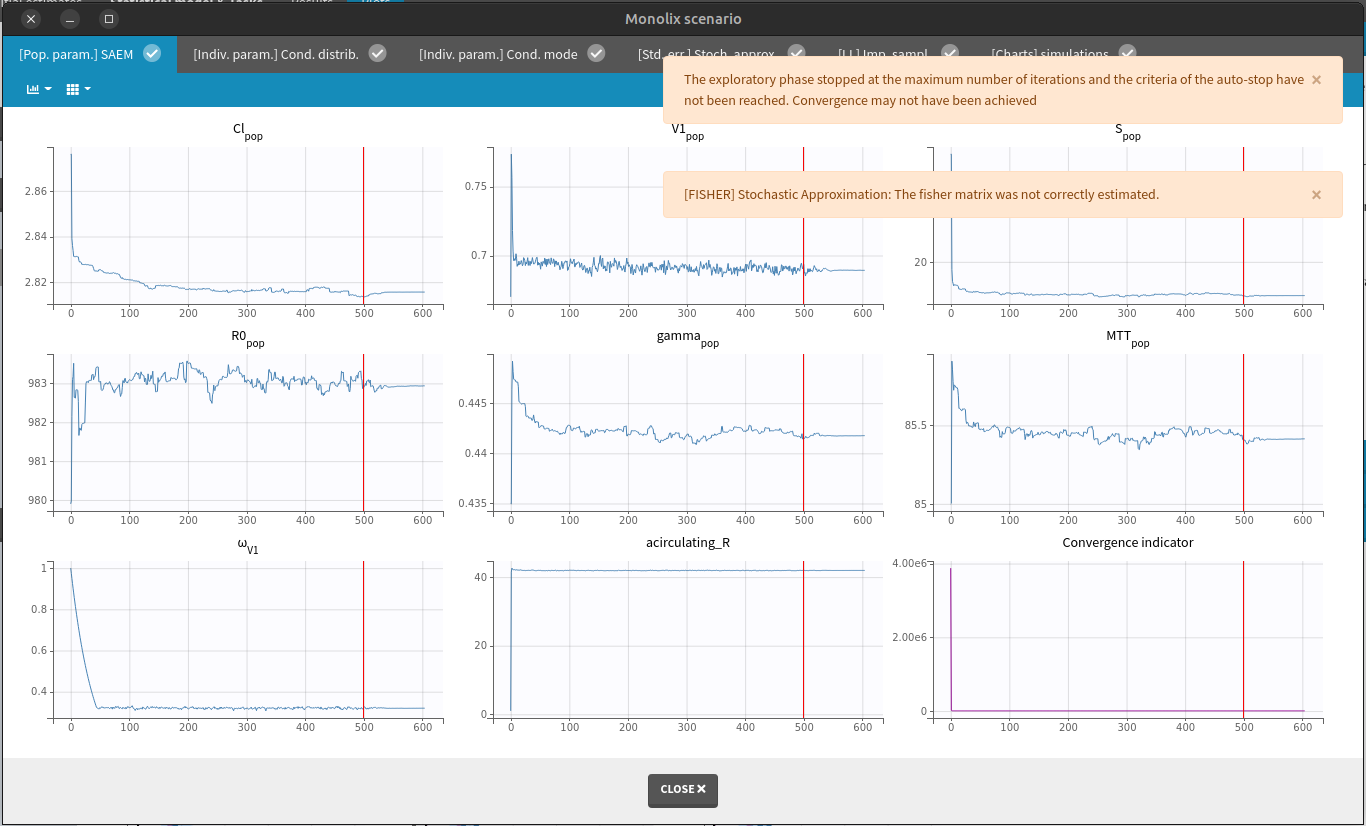 Monolix scenario
[Pop. param.] SAEM
[Indiv. param.] Cond. distrib.
[Indiv. param.] Cond. mode
[Std. err.] Stoch. approx.
[LL] Imp. sampl.
[Charts] simulations
The exploratory phase stopped at the maximum number of iterations and the criteria of the auto-stop have ×
not been reached. Convergence may not have been achieved
[FISHER] Stochastic Approximation: The fisher matrix was not correctly estimated. ×
Cl pop
2.86
2.84
2.82
0 100 200 300 400 500 600
V1 pop
0.75
0.7
0 100 200 300 400 500 600
S pop
20
0 100 200 300 400 500 600
R0 pop
983
982
981
980
0 100 200 300 400 500 600
gamma pop
0.445
0.44
0.435
0 100 200 300 400 500 600
MTT pop
85.5
85
0 100 200 300 400 500 600
ω V1
1
0.8
0.6
0.4
0 100 200 300 400 500 600
acirculating_R
40
20
0
0 100 200 300 400 500 600
Convergence indicator
4.00e6
2.00e6
0
0 100 200 300 400 500 600
CLOSE ×